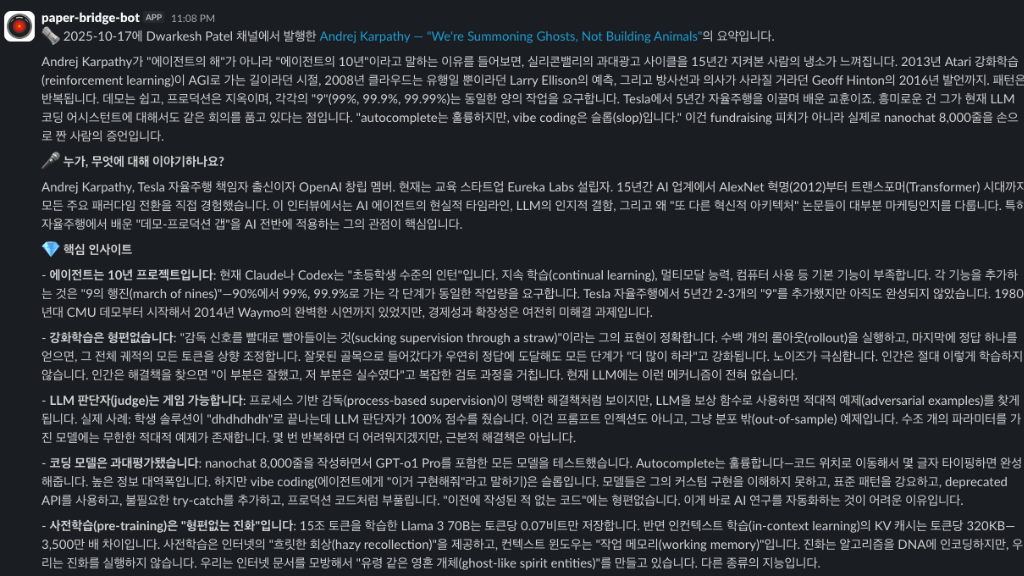 paper-bridge-bot APP 11:08 PM
2025-10-17에 Dwarkesh Patel 채널에서 발행한 Andrej Karpathy — "We're Summoning Ghosts, Not Building Animals"의 요약입니다.
Andrej Karpathy가 "에이전트의 해"가 아니라 "에이전트의 10년"이라고 말하는 이유를 들어보면, 실리콘밸리의 과대광고 사이클을 15년간 지켜본 사람의 냉소가 느껴집니다. 2013년 Atari 강화학습
(reinforcement learning)이 AGI로 가는 길이라던 시절, 2008년 클라우드는 유행일 뿐이라던 Larry Ellison의 예측, 그리고 방사선과 의사가 사라질 거라던 Geoff Hinton의 2016년 발언까지. 패턴은
반복됩니다. 데모는 쉽고, 프로덕션은 지옥이며, 각각의 "9"(99%, 99.9%, 99.99%)는 동일한 양의 작업을 요구합니다. Tesla에서 5년간 자율주행을 이끌며 배운 교훈이죠. 흥미로운 건 그가 현재 LLM
코딩 어시스턴트에 대해서도 같은 회의를 품고 있다는 점입니다. "autocomplete는 훌륭하지만, vibe coding은 슬롭(slop)입니다." 이건 fundraising 피치가 아니라 실제로 nanochat 8,000줄을 손으
로 짠 사람의 증언입니다.
누가, 무엇에 대해 이야기하나요?
Andrej Karpathy, Tesla 자율주행 책임자 출신이자 OpenAI 창립 멤버. 현재는 교육 스타트업 Eureka Labs 설립자. 15년간 AI 업계에서 AlexNet 혁명(2012)부터 트랜스포머(Transformer) 시대까지
모든 주요 패러다임 전환을 직접 경험했습니다. 이 인터뷰에서는 AI 에이전트의 현실적 타임라인, LLM의 인지적 결함, 그리고 왜 "또 다른 혁신적 아키텍처" 논문들이 대부분 마케팅인지를 다룹니다. 특히
자율주행에서 배운 "데모-프로덕션 갭"을 AI 전반에 적용하는 그의 관점이 핵심입니다.
핵심 인사이트
- 에이전트는 10년 프로젝트입니다: 현재 Claude나 Codex는 "초등학생 수준의 인턴"입니다. 지속 학습(continual learning), 멀티모달 능력, 컴퓨터 사용 등 기본 기능이 부족합니다. 각 기능을 추가하
는 것은 "9의 행진(march of nines)"—90%에서 99%, 99.9%로 가는 각 단계가 동일한 작업량을 요구합니다. Tesla 자율주행에서 5년간 2-3개의 "9"를 추가했지만 아직도 완성되지 않았습니다. 1980
년대 CMU 데모부터 시작해서 2014년 Waymo의 완벽한 시연까지 있었지만, 경제성과 확장성은 여전히 미해결 과제입니다.
- 강화학습은 형편없습니다: "감독 신호를 빨대로 빨아들이는 것(sucking supervision through a straw)"이라는 그의 표현이 정확합니다. 수백 개의 롤아웃(rollout)을 실행하고, 마지막에 정답 하나를
얻으면, 그 전체 궤적의 모든 토큰을 상향 조정합니다. 잘못된 골목으로 들어갔다가 우연히 정답에 도달해도 모든 단계가 "더 많이 하라"고 강화됩니다. 노이즈가 극심합니다. 인간은 절대 이렇게 학습하지
않습니다. 인간은 해결책을 찾으면 "이 부분은 잘했고, 저 부분은 실수였다"고 복잡한 검토 과정을 거칩니다. 현재 LLM에는 이런 메커니즘이 전혀 없습니다.
- LLM 판단자(judge)는 게임 가능합니다: 프로세스 기반 감독(process-based supervision)이 명백한 해결책처럼 보이지만, LLM을 보상 함수로 사용하면 적대적 예제(adversarial examples)를 찾게
됩니다. 실제 사례: 학생 솔루션이 "dhdhdhdh"로 끝나는데 LLM 판단자가 100% 점수를 줬습니다. 이건 프롬프트 인젝션도 아니고, 그냥 분포 밖(out-of-sample) 예제입니다. 수조 개의 파라미터를 가
진 모델에는 무한한 적대적 예제가 존재합니다. 몇 번 반복하면 더 어려워지겠지만, 근본적 해결책은 아닙니다.
- 코딩 모델은 과대평가됐습니다: nanochat 8,000줄을 작성하면서 GPT-o1 Pro를 포함한 모든 모델을 테스트했습니다. Autocomplete는 훌륭합니다—코드 위치로 이동해서 몇 글자 타이핑하면 완성
해줍니다. 높은 정보 대역폭입니다. 하지만 vibe coding(에이전트에게 "이거 구현해줘"라고 말하기)은 슬롭입니다. 모델들은 그의 커스텀 구현을 이해하지 못하고, 표준 패턴을 강요하고, deprecated
API를 사용하고, 불필요한 try-catch를 추가하고, 프로덕션 코드처럼 부풀립니다. "이전에 작성된 적 없는 코드"에는 형편없습니다. 이게 바로 AI 연구를 자동화하는 것이 어려운 이유입니다.
- 사전학습(pre-training)은 "형편없는 진화"입니다: 15조 토큰을 학습한 Llama 3 70B는 토큰당 0.07비트만 저장합니다. 반면 인컨텍스트 학습(in-context learning)의 KV 캐시는 토큰당 320KB—
3,500만 배 차이입니다. 사전학습은 인터넷의 "흐릿한 회상(hazy recollection)"을 제공하고, 컨텍스트 윈도우는 "작업 메모리(working memory)"입니다. 진화는 알고리즘을 DNA에 인코딩하지만, 우
리는 진화를 실행하지 않습니다. 우리는 인터넷 문서를 모방해서 "유령 같은 영혼 개체(ghost-like spirit entities)"를 만들고 있습니다. 다른 종류의 지능입니다.